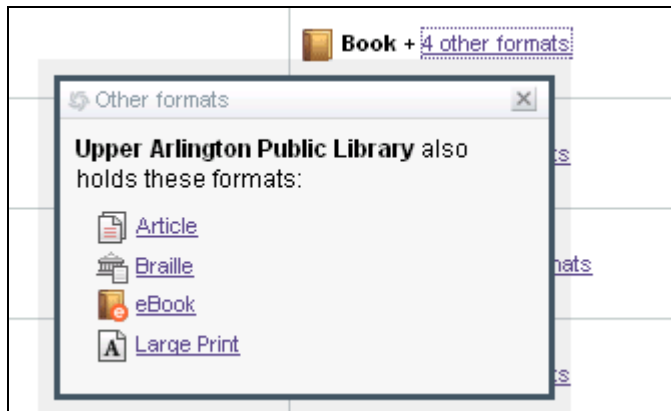 Book + 4 other formats
Other formats
Upper Arlington Public Library also
holds these formats:
Article
Braille
eBook
Large Print